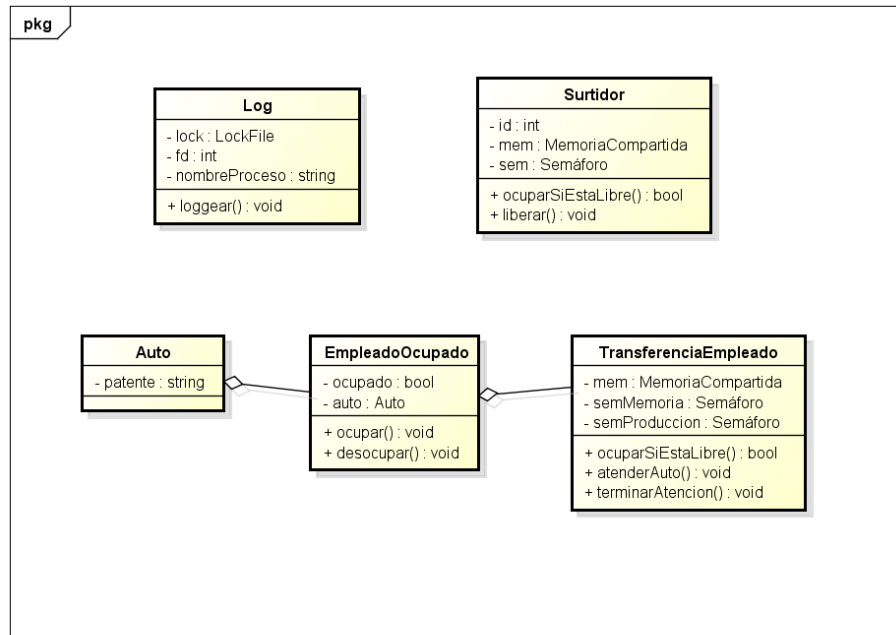 pkg
Log
- lock : LockFile
- fd : int
- nombreProceso : string
+ loggear() : void
Surtidor
- id : int
- mem : MemoriaCompartida
- sem : Semáforo
+ ocuparSiEstaLibre() : bool
+ liberar() : void
Auto
- patente : string
EmpleadoOcupado
- ocupado : bool
- auto : Auto
+ ocupar() : void
+ desocupar() : void
TransferenciaEmpleado
- mem : MemoriaCompartida
- semMemoria : Semáforo
- semProduccion : Semáforo
+ ocuparSiEstaLibre() : bool
+ atenderAuto() : void
+ terminarAtencion() : void